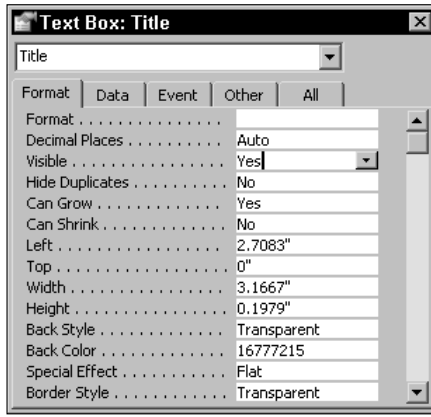 Text Box: Title
Title
Format Data Event Other All
Format . . . . . . . . . . . . . . .
Decimal Places . . . . . . . . . . Auto
Visible . . . . . . . . . . . . . . . . Yes
Hide Duplicates . . . . . . . . . . No
Can Grow . . . . . . . . . . . . . Yes
Can Shrink . . . . . . . . . . . . . No
Left . . . . . . . . . . . . . . . . . . 2.7083"
Top . . . . . . . . . . . . . . . . . . 0"
Width . . . . . . . . . . . . . . . . 3.1667"
Height . . . . . . . . . . . . . . . . 0.1979"
Back Style . . . . . . . . . . . . . Transparent
Back Color . . . . . . . . . . . . . 16777215
Special Effect . . . . . . . . . . . Flat
Border Style . . . . . . . . . . . . Transparent